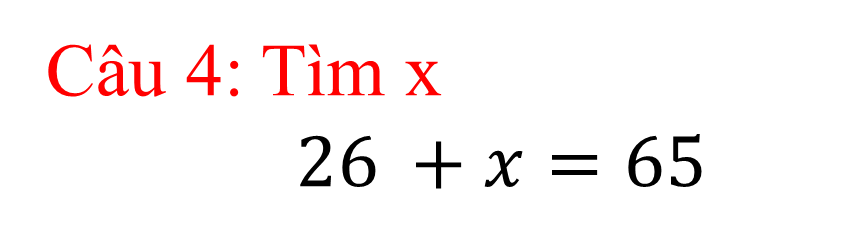 Câu 4: Tìm x
26 + x = 65